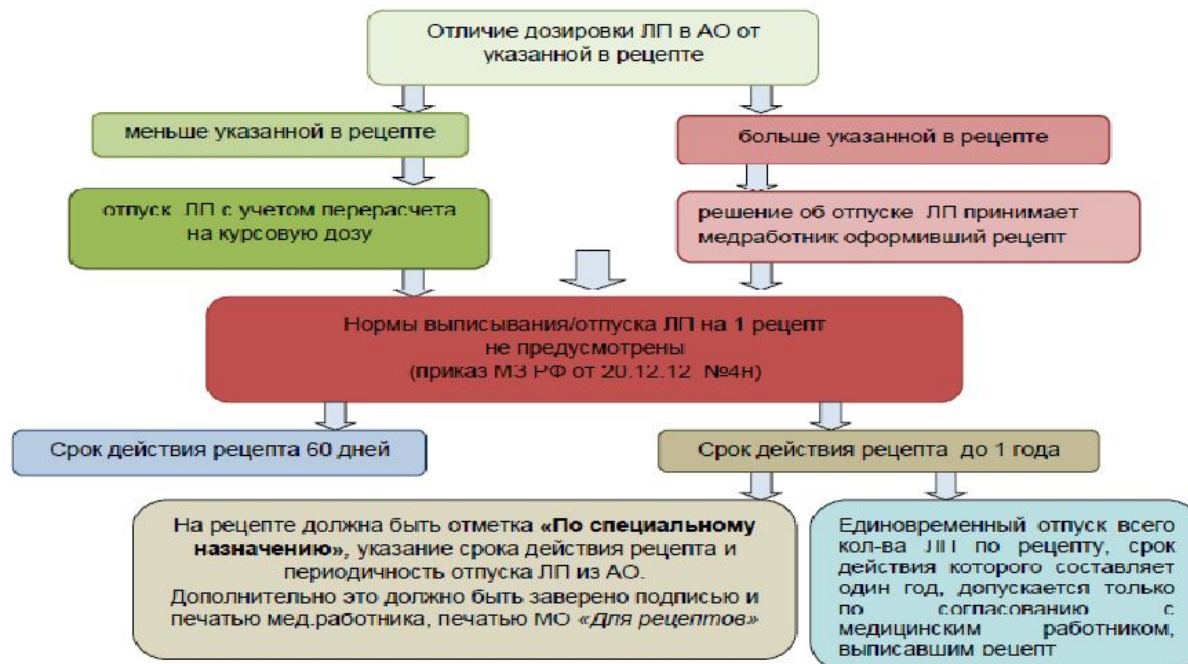 Отличие дозировки ЛП в АО от
указанной в рецепте
меньше указанной в рецепте
больше указанной в рецепте
отпуск ЛП с учетом перерасчета
на курсовую дозу
решение об отпуске ЛП принимает
медработник оформивший рецепт
Нормы выписывания/отпуска ЛП на 1 рецепт
не предусмотрены
(приказ МЗ РФ от 20.12.12 №4н)
Срок действия рецепта 60 дней
Срок действия рецепта до 1 года
На рецепте должна быть отметка «По специальному
назначению», указание срока действия рецепта и
периодичность отпуска ЛП из АО.
Дополнительно это должно быть заверено подписью и
печатью мед.работника, печатью МО «Для рецептов»
Единовременный отпуск всего
кол-ва ЛП по рецепту, срок
действия которого составляет
один год, допускается только
по согласованию с
медицинским работником,
выписавшим рецепт